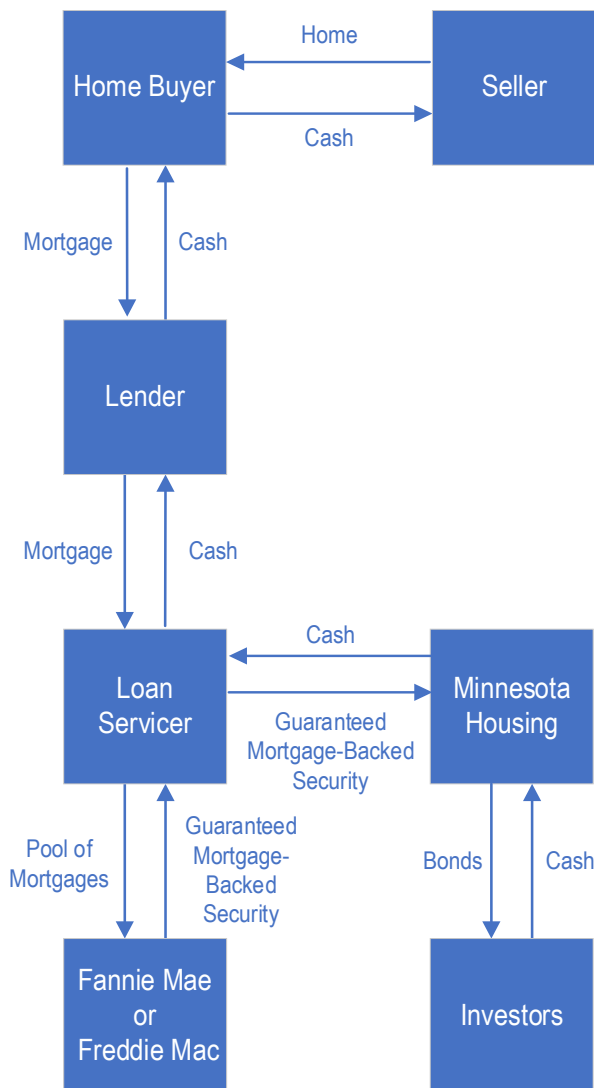 Home
Home Buyer
Seller
Cash
Mortgage
Cash
Lender
Mortgage
Cash
Cash
Loan
Servicer
Minnesota
Housing
Guaranteed
Mortgage-Backed
Security
Pool of
Mortgages
Guaranteed
Mortgage-
Backed
Security
Bonds
Cash
Fannie Mae
or
Freddie Mac
Investors